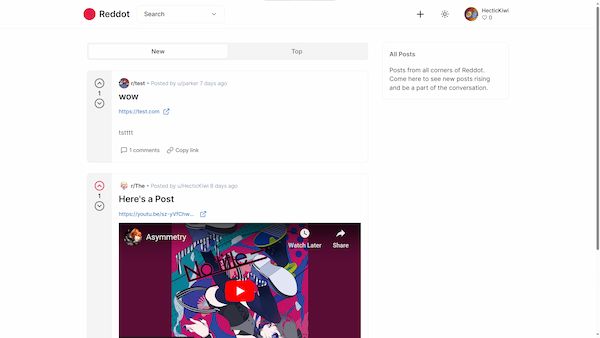 Reddot
Search
HecticKiwi
0
New
Top
All Posts
Posts from all corners of Reddot.
Come here to see new posts rising
and be a part of the conversation.
1
r/test • Posted by u/parker 7 days ago
wow
https://test.com
tstttt
1 comments
Copy link
1
r/The • Posted by u/HecticKiwi 8 days ago
Here's a Post
https://youtu.be/sz-yVfChw...
Asymmetry
Watch Later
Share